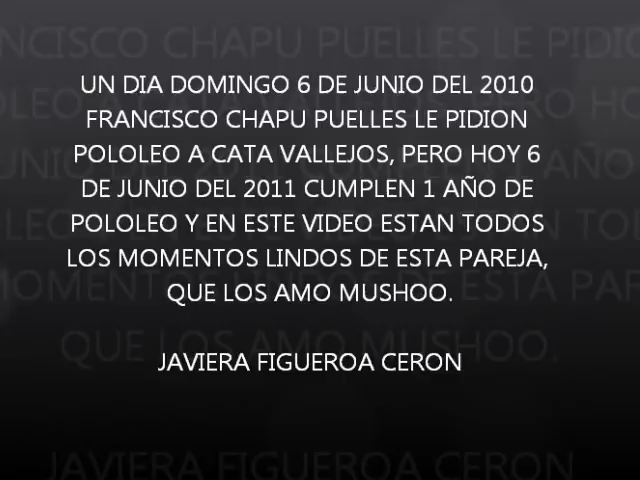 UN DIA DOMINGO 6 DE JUNIO DEL 2010
FRANCISCO CHAPU PUELLES LE PIDION
POLOLEO A CATA VALLEJOS, PERO HOY 6
DE JUNIO DEL 2011 CUMPLEN 1 AÑO DE
POLOLEO Y EN ESTE VIDEO ESTAN TODOS
LOS MOMENTOS LINDOS DE ESTA PAREJA,
QUE LOS AMO MUSHOO.
JAVIERA FIGUEROA CERON